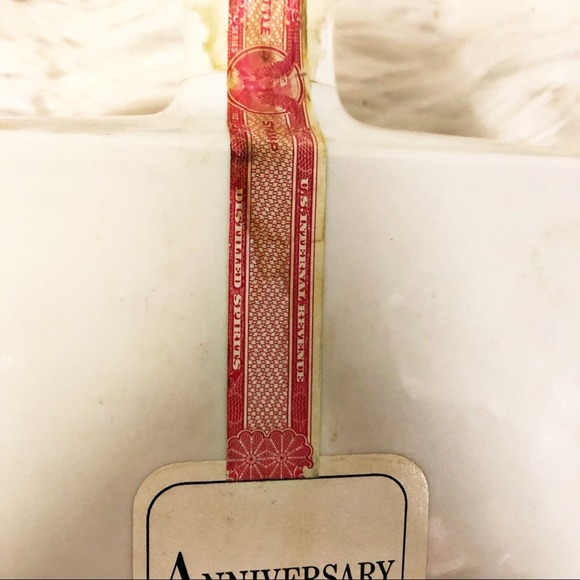 DISTILLED SPIRITS
U.S. INTERNAL REVENUE
ANNIVERSARY